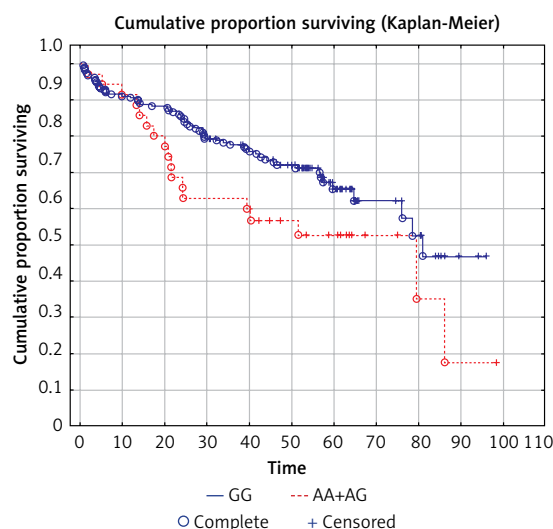 Cumulative proportion surviving (Kaplan-Meier)
Cumulative proportion surviving
1.0
0.9
0.8
0.7
0.6
0.5
0.4
0.3
0.2
0.1
0
0 10 20 30 40 50 60 70 80 90 100 110
Time
GG AA+AG
Complete Censored